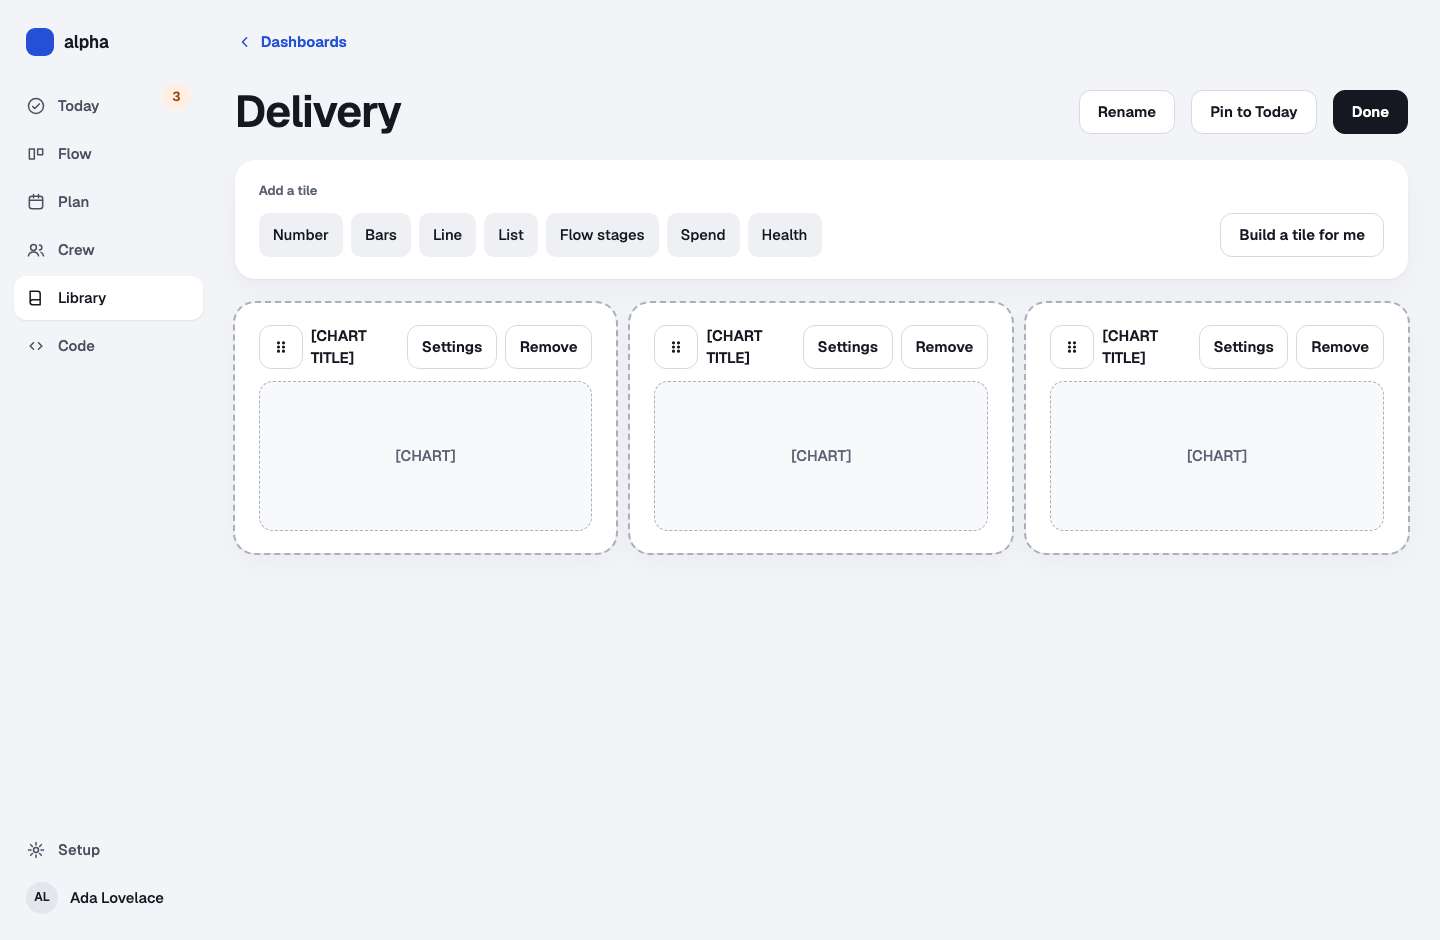 alpha
Today
3
Flow
Plan
Crew
Library
Code
Setup
AL
Ada Lovelace
Dashboards
Delivery
Rename
Pin to Today
Done
Add a tile
Number
Bars
Line
List
Flow stages
Spend
Health
Build a tile for me
[CHART
TITLE]
Settings
Remove
[CHART]
[CHART
TITLE]
Settings
Remove
[CHART]
[CHART
TITLE]
Settings
Remove
[CHART]